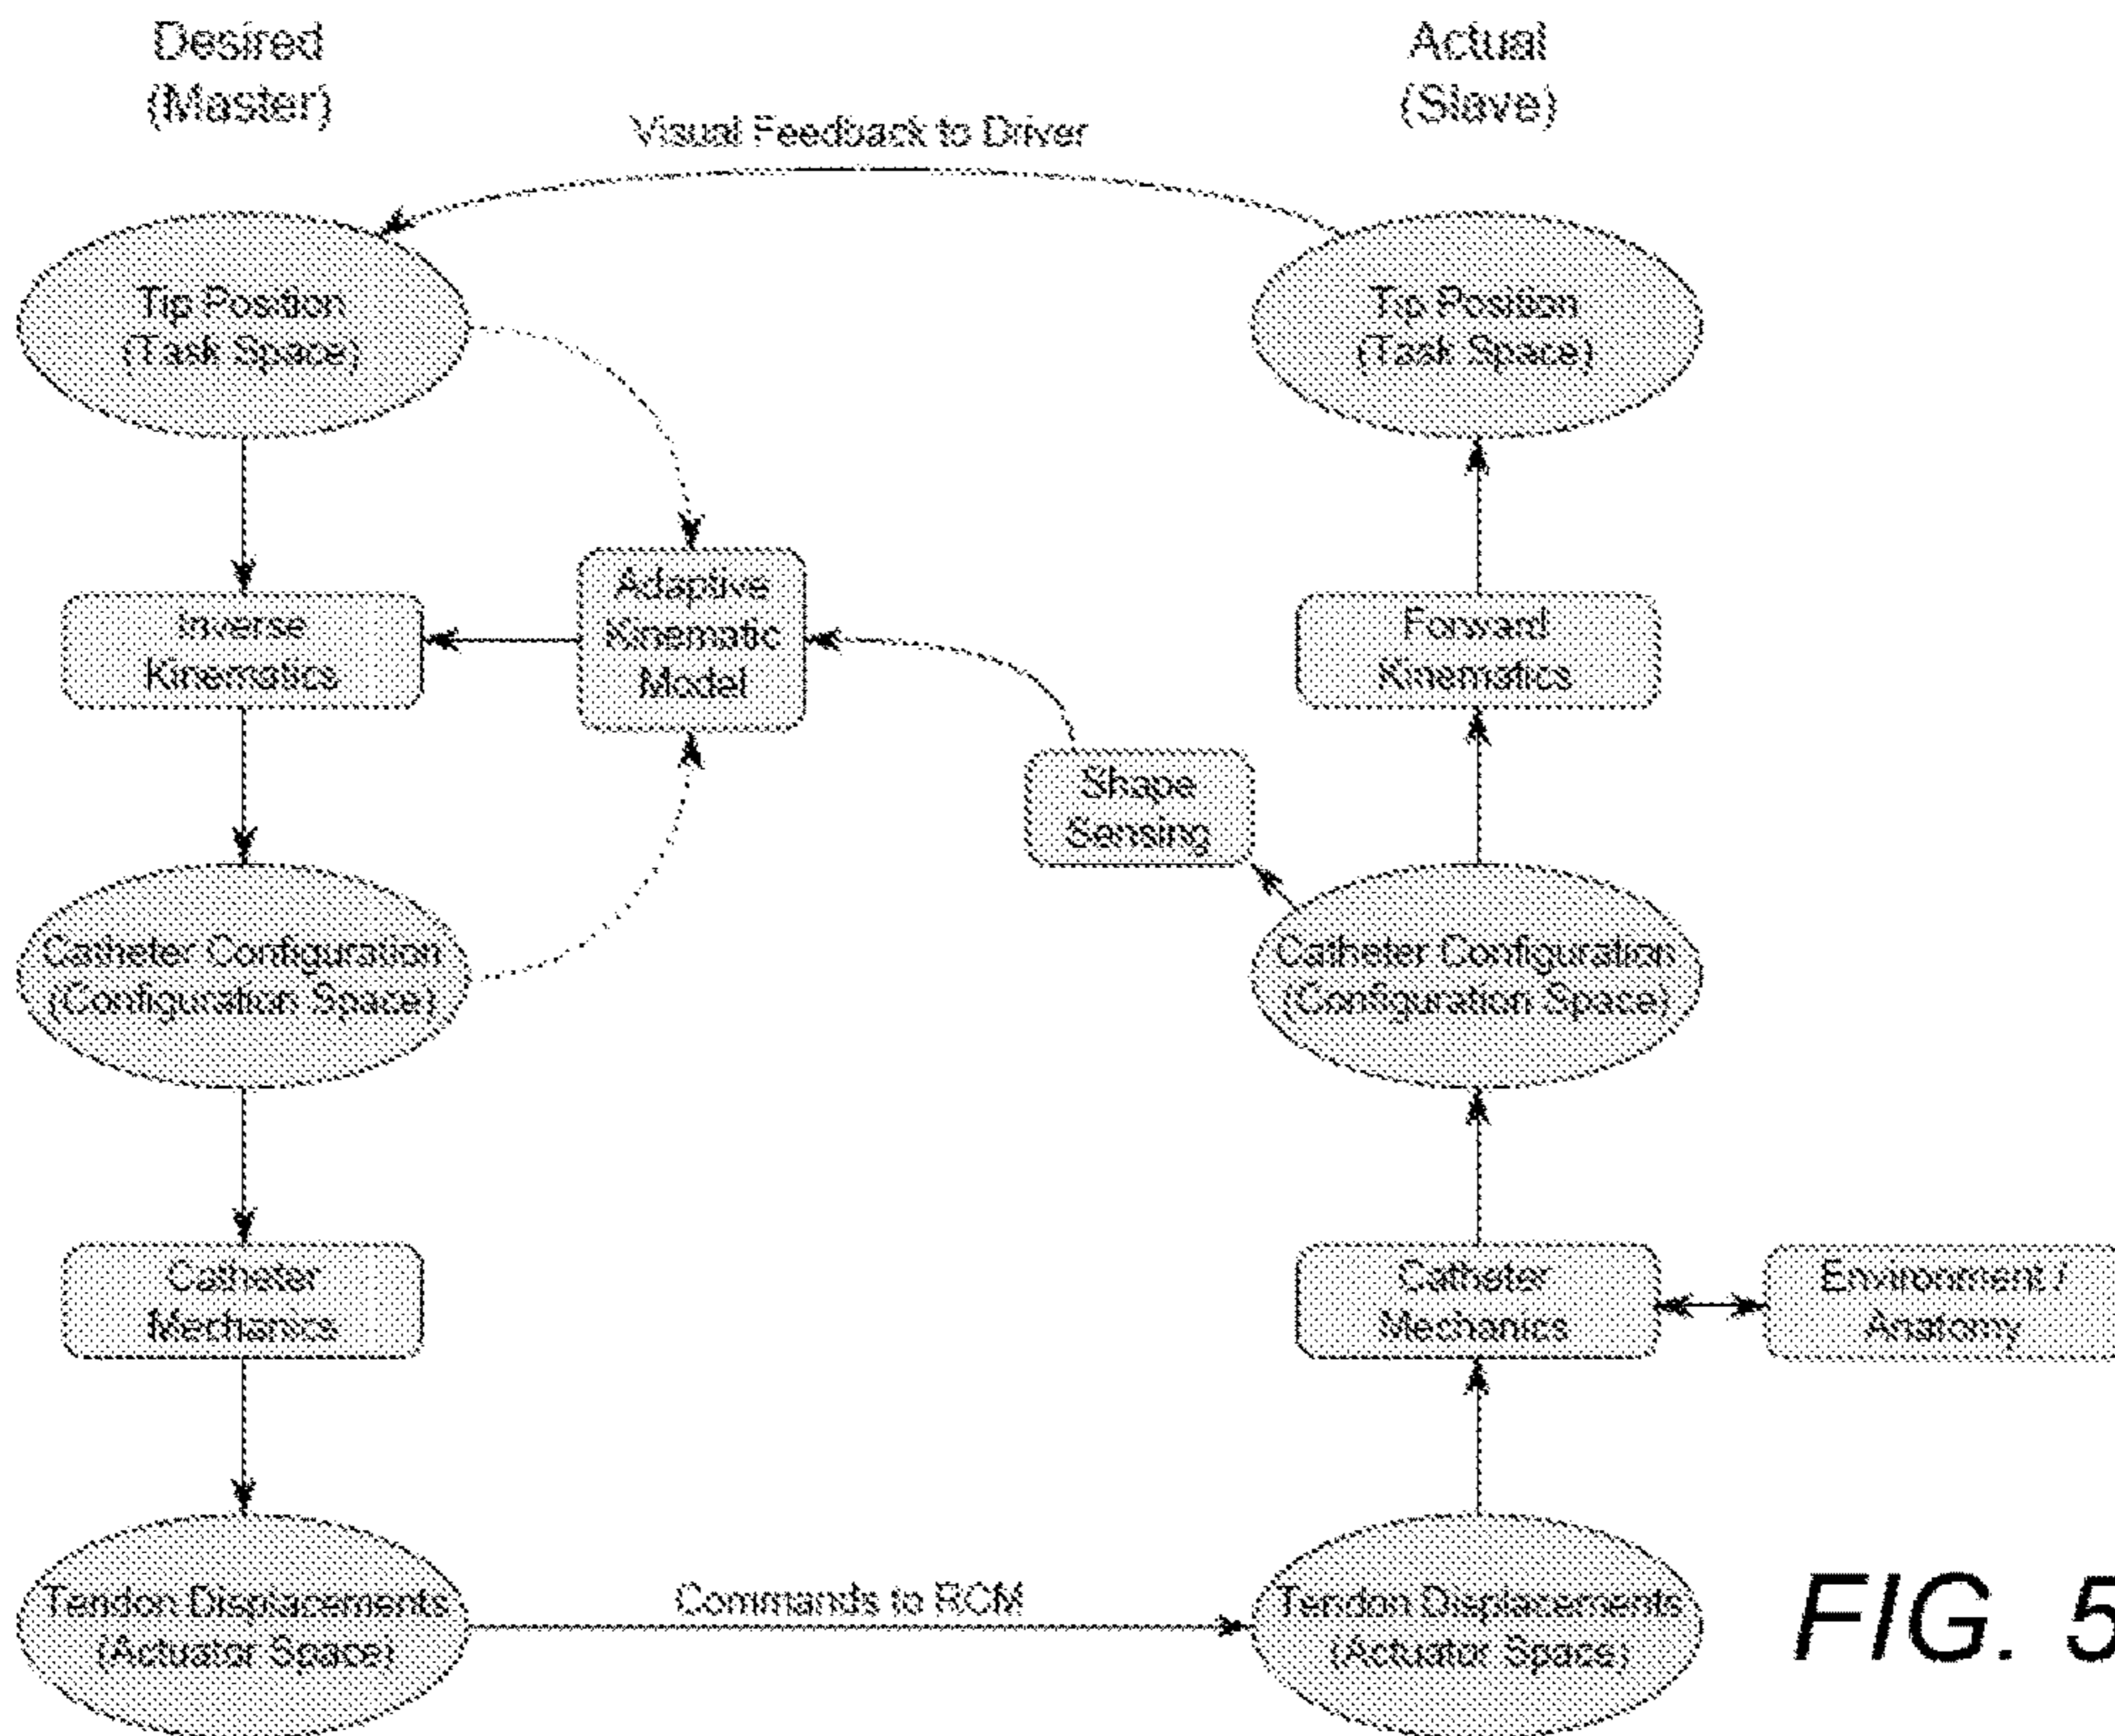 Desired
(Master)
Actual
(Slave)
Visual Feedback to Driver
Tip Position
(Task Space)
Tip Position
(Task Space)
Inverse
Kinematics
Adaptive
Kinematic
Model
Forward
Kinematics
Shape
Sensing
Catheter Configuration
(Configuration Space)
Catheter Configuration
(Configuration Space)
Catheter
Mechanics
Catheter
Mechanics
Environment /
Anatomy
Tendon Displacements
(Actuator Space)
Commands to RCM
Tendon Displacements
(Actuator Space)
FIG. 5